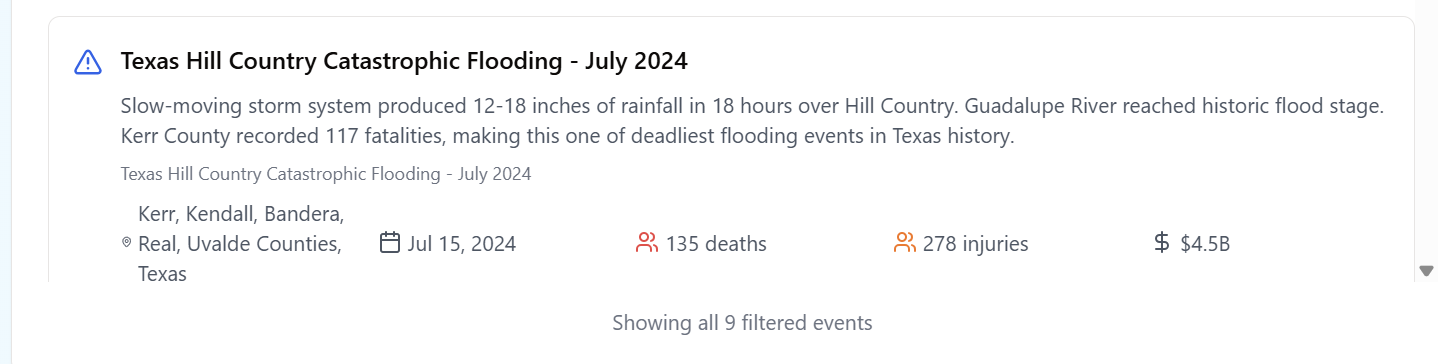 Texas Hill Country Catastrophic Flooding - July 2024
Slow-moving storm system produced 12-18 inches of rainfall in 18 hours over Hill Country. Guadalupe River reached historic flood stage.
Kerr County recorded 117 fatalities, making this one of deadliest flooding events in Texas history.
Texas Hill Country Catastrophic Flooding - July 2024
Kerr, Kendall, Bandera,
Real, Uvalde Counties,
Texas
Jul 15, 2024
135 deaths
278 injuries
$4.5B
Showing all 9 filtered events